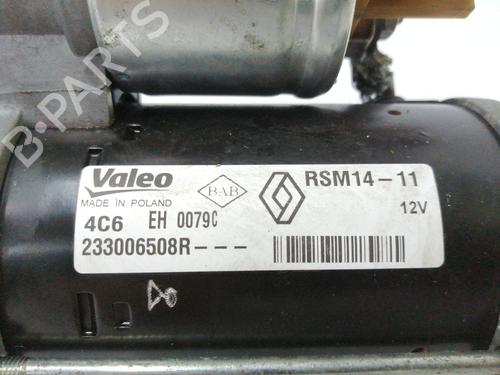 B-PARTS
Valeo
MADE IN POLAND
BAB
RSM14-11
12V
4C6 EH 0079C
233006508R---